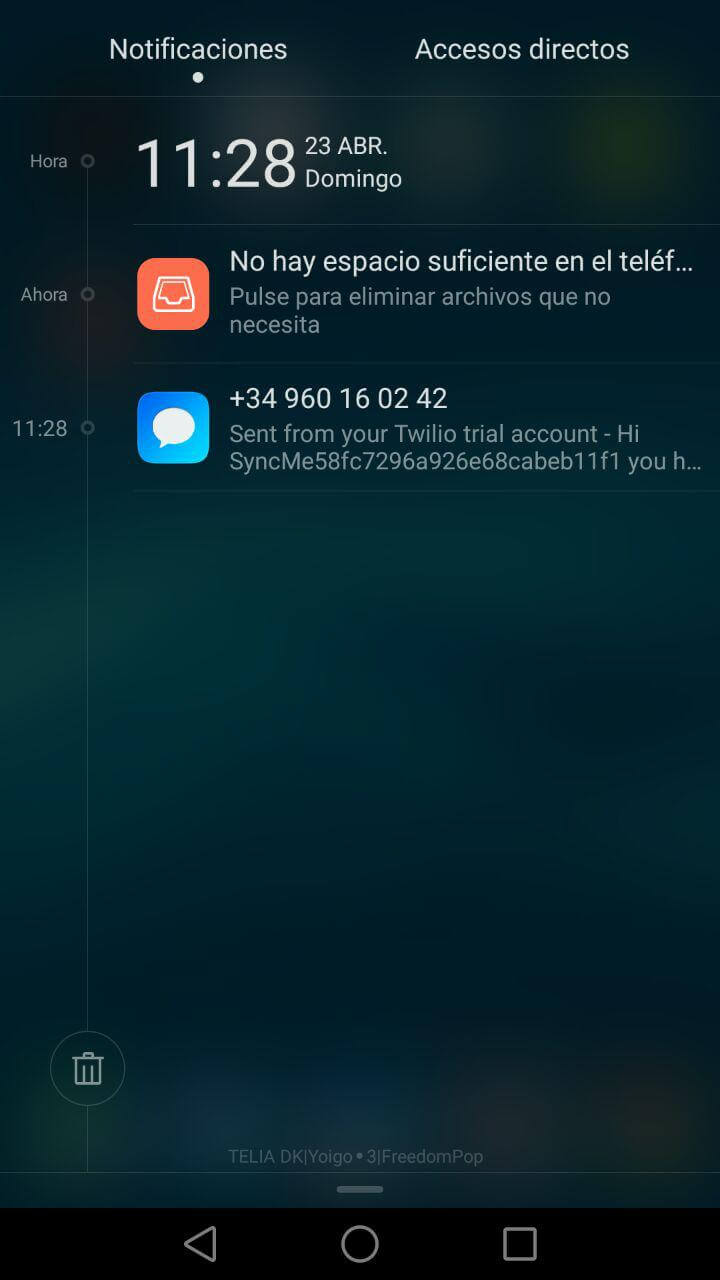 Notificaciones
Accesos directos
Hora
11:28
23 ABR.
Domingo
Ahora
No hay espacio suficiente en el teléf...
Pulse para eliminar archivos que no
necesita
11:28
+34 960 16 02 42
Sent from your Twilio trial account - Hi
SyncMe58fc7296a926e68cabeb11f1 you h...
TELIA DK|Yoigo • 3|FreedomPop